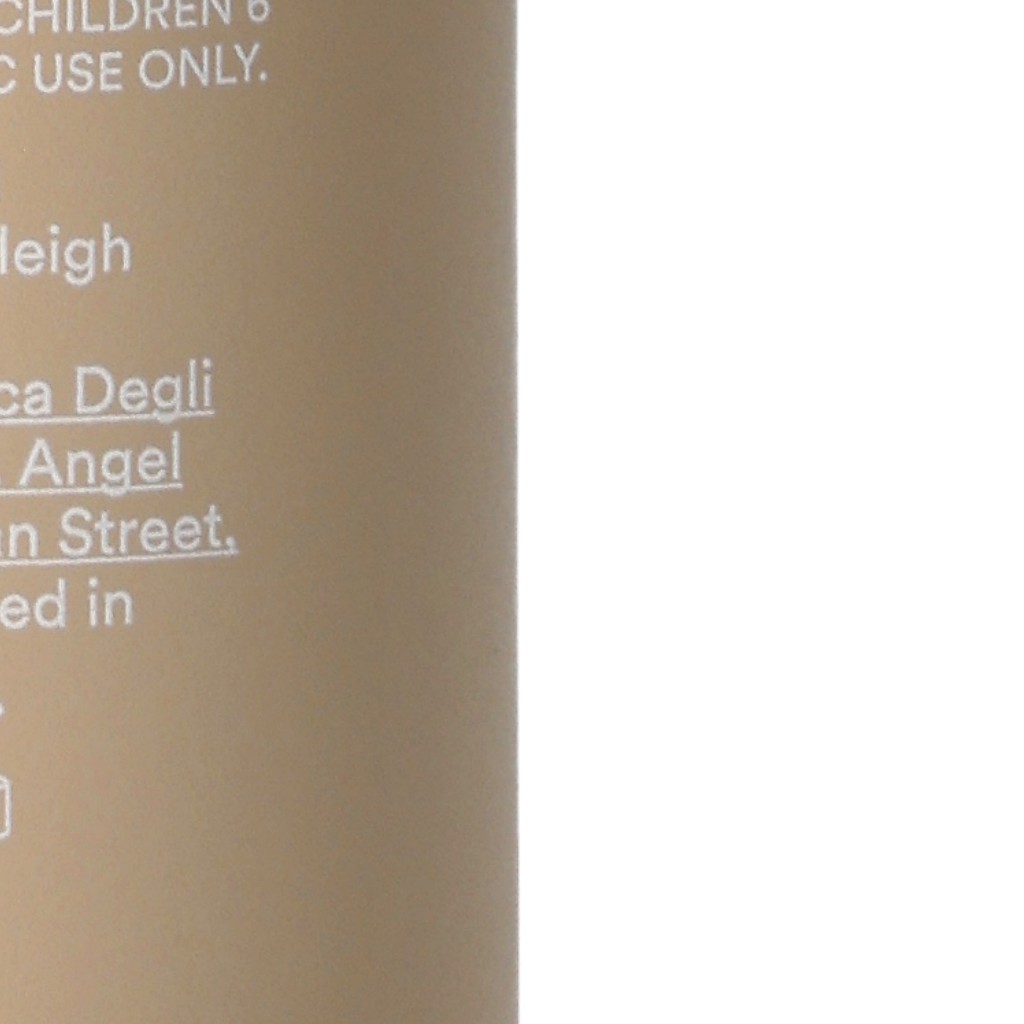 CHILDREN 6
C USE ONLY.
leigh
ca Degli
Angel
an Street,
ed in